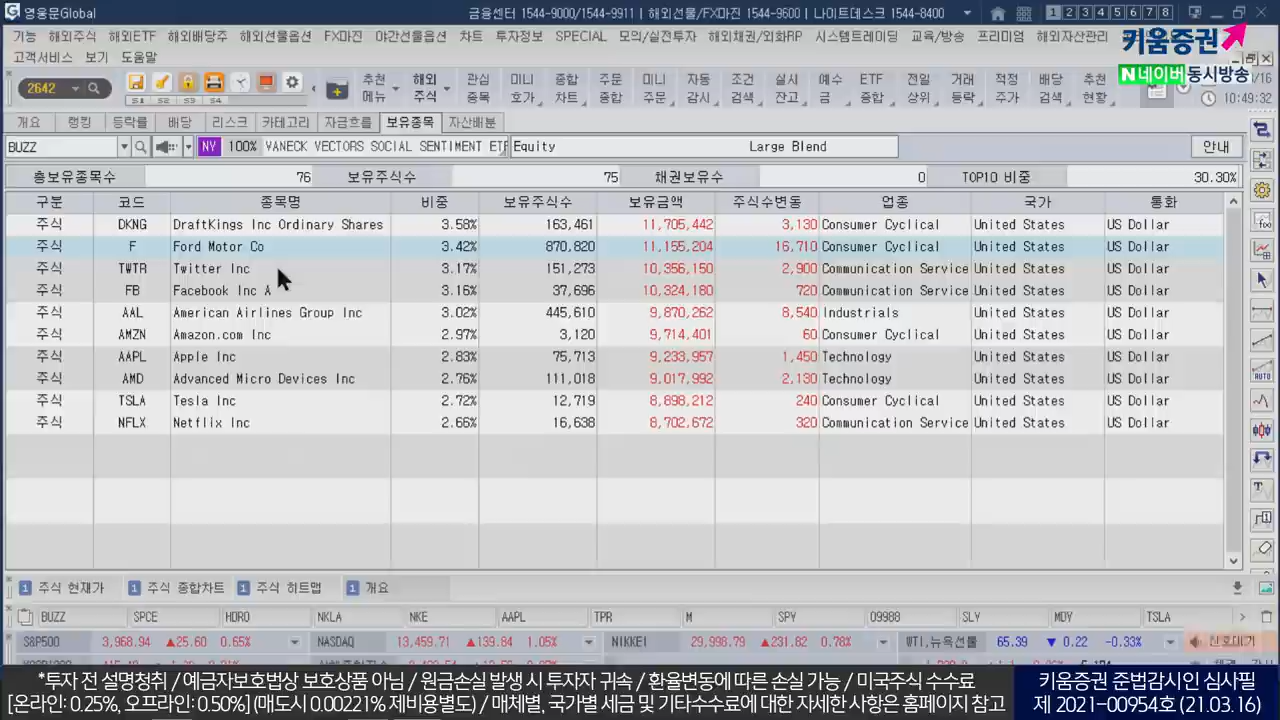 영웅문Global 금융센터 1544-9000/1544-9911 | 해외선물/FX마진 1544-9600 | 나이트데스크 1544-8400 1 2 3 4 5 6 7 8
기능 해외주식 해외ETF 해외배당주 해외선물옵션 FX마진 야간선물옵션 차트 투자정보 SPECIAL 모의/실전투자 해외채권/외화RP 시스템트레이딩 교육/방송 프리미엄 해외자산관리
고객서비스 보기 도움말
키움증권
N 네이버 동시방송
2642 S1 S2 S3 S4 추천메뉴 해외주식 관심종목 미니호가 종합차트 주문종합 미니주문 자동감시 조건검색 실시잔고 예수금 ETF종합 전일상위 거래등락 적정주가 배당검색 추천현황 /16
10:49:32
개요 랭킹 등락률 배당 리스크 카테고리 자금흐름 보유종목 자산배분
BUZZ NY 100% VANECK VECTORS SOCIAL SENTIMENT ETF Equity Large Blend 안내
총보유종목수 76 보유주식수 75 채권보유수 0 TOP10 비중 30.30%
구분 코드 종목명 비중 보유주식수 보유금액 주식수변동 업종 국가 통화
주식 DKNG DraftKings Inc Ordinary Shares 3.58% 163,461 11,705,442 3,130 Consumer Cyclical United States US Dollar
주식 F Ford Motor Co 3.42% 870,820 11,155,204 16,710 Consumer Cyclical United States US Dollar
주식 TWTR Twitter Inc 3.17% 151,273 10,356,150 2,900 Communication Service United States US Dollar
주식 FB Facebook Inc A 3.16% 37,696 10,324,180 720 Communication Service United States US Dollar
주식 AAL American Airlines Group Inc 3.02% 445,610 9,870,262 8,540 Industrials United States US Dollar
주식 AMZN Amazon.com Inc 2.97% 3,120 9,714,401 60 Consumer Cyclical United States US Dollar
주식 AAPL Apple Inc 2.83% 75,713 9,233,957 1,450 Technology United States US Dollar
주식 AMD Advanced Micro Devices Inc 2.76% 111,018 9,017,992 2,130 Technology United States US Dollar
주식 TSLA Tesla Inc 2.72% 12,719 8,898,212 240 Consumer Cyclical United States US Dollar
주식 NFLX Netflix Inc 2.66% 16,638 8,702,672 320 Communication Service United States US Dollar
1 주식 현재가 1 주식 종합차트 1 주식 히트맵 1 개요
BUZZ SPCE HDRO NKLA NKE AAPL TPR M SPY 09988 SLY MDY TSLA
S&P500 3,968.94 ▲25.60 0.65% NASDAQ 13,459.71 ▲139.84 1.05% NIKKEI 29,998.79 ▲231.82 0.78% WTI,뉴욕선물 65.39 ▼0.22 -0.33% 신호대기
*투자 전 설명청취 / 예금자보호법상 보호상품 아님 / 원금손실 발생 시 투자자 귀속 / 환율변동에 따른 손실 가능 / 미국주식 수수료
[온라인: 0.25%, 오프라인: 0.50%] (매도시 0.00221% 제비용별도) / 매체별, 국가별 세금 및 기타수수료에 대한 자세한 사항은 홈페이지 참고
키움증권 준법감시인 심사필
제 2021-00954호 (21.03.16)